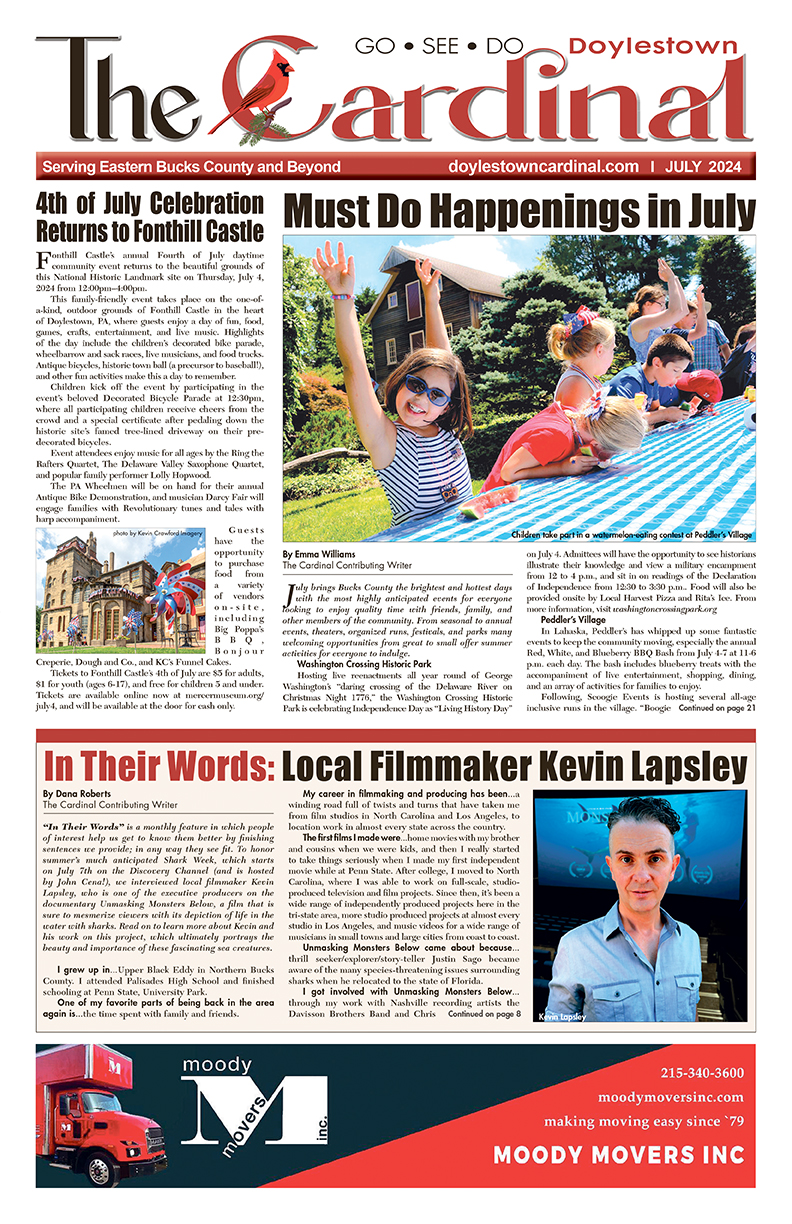 GO • SEE • DO
Doylestown
The Cardinal
Serving Eastern Bucks County and Beyond
doylestowncardinal.com I JULY 2024
4th of July Celebration
Returns to Fonthill Castle
Fonthill Castle's annual Fourth of July daytime
community event returns to the beautiful grounds of
this National Historic Landmark site on Thursday, July 4,
2024 from 12:00pm–4:00pm.
This family-friendly event takes place on the one-of-
a-kind, outdoor grounds of Fonthill Castle in the heart
of Doylestown, PA, where guests enjoy a day of fun, food,
games, crafts, entertainment, and live music. Highlights
of the day include the children's decorated bike parade,
wheelbarrow and sack races, live musicians, and food trucks.
Antique bicycles, historic town ball (a precursor to baseball!),
and other fun activities make this a day to remember.
Children kick off the event by participating in the
event's beloved Decorated Bicycle Parade at 12:30pm,
where all participating children receive cheers from the
crowd and a special certificate after pedaling down the
historic site's famed tree-lined driveway on their pre-
decorated bicycles.
Event attendees enjoy music for all ages by the Ring the
Rafters Quartet, The Delaware Valley Saxophone Quartet,
and popular family performer Lolly Hopwood.
The PA Wheelmen will be on hand for their annual
Antique Bike Demonstration, and musician Darcy Fair will
engage families with Revolutionary tunes and tales with
harp accompaniment.
photo by Kevin Crawford Imagery
Guests
have the
opportunity
to purchase
food from
a variety
of vendors
on-site,
including
Big Poppa's
BBQ,
Bonjour
Creperie, Dough and Co., and KC's Funnel Cakes.
Tickets to Fonthill Castle's 4th of July are $5 for adults,
$1 for youth (ages 6-17), and free for children 5 and under.
Tickets are available online now at mercermuseum.org/
july4, and will be available at the door for cash only.
Must Do Happenings in July
Children take part in a watermelon-eating contest at Peddler's Village
By Emma Williams
The Cardinal Contributing Writer
July brings Bucks County the brightest and hottest days
with the most highly anticipated events for everyone
looking to enjoy quality time with friends, family, and
other members of the community. From seasonal to annual
events, theaters, organized runs, festicals, and parks many
welcoming opportunities from great to small offer summer
activities for everyone to indulge.
Washington Crossing Historic Park
Hosting live reenactments all year round of George
Washington's "daring crossing of the Delaware River on
Christmas Night 1776," the Washington Crossing Historic
Park is celebrating Independence Day as "Living History Day"
on July 4. Admittees will have the opportunity to see historians
illustrate their knowledge and view a military encampment
from 12 to 4 p.m., and sit in on readings of the Declaration
of Independence from 12:30 to 3:30 p.m.. Food will also be
provided onsite by Local Harvest Pizza and Rita's Ice. From
more information, visit washingtoncrossingpark.org
Peddler's Village
In Lahaska, Peddler's has whipped up some fantastic
events to keep the community moving, especially the annual
Red, White, and Blueberry BBQ Bash from July 4-7 at 11-6
p.m. each day. The bash includes blueberry treats with the
accompaniment of live entertainment, shopping, dining,
and an array of activities for families to enjoy.
Following, Scoogie Events is hosting several all-age
inclusive runs in the village. "Boogie Continued on page 21
In Their Words: Local Filmmaker Kevin Lapsley
By Dana Roberts
The Cardinal Contributing Writer
"In Their Words" is a monthly feature in which people
of interest help us get to know them better by finishing
sentences we provide; in any way they see fit. To honor
summer's much anticipated Shark Week, which starts
on July 7th on the Discovery Channel (and is hosted
by John Cena!), we interviewed local filmmaker Kevin
Lapsley, who is one of the executive producers on the
documentary Unmasking Monsters Below, a film that is
sure to mesmerize viewers with its depiction of life in the
water with sharks. Read on to learn more about Kevin and
his work on this project, which ultimately portrays the
beauty and importance of these fascinating sea creatures.
I grew up in...Upper Black Eddy in Northern Bucks
County. I attended Palisades High School and finished
schooling at Penn State, University Park.
One of my favorite parts of being back in the area
again is...the time spent with family and friends.
My career in filmmaking and producing has been...a
winding road full of twists and turns that have taken me
from film studios in North Carolina and Los Angeles, to
location work in almost every state across the country.
The first films I made were...home movies with my brother
and cousins when we were kids, and then I really started
to take things seriously when I made my first independent
movie while at Penn State. After college, I moved to North
Carolina, where I was able to work on full-scale, studio-
produced television and film projects. Since then, it's been a
wide range of independently produced projects here in the
tri-state area, more studio produced projects at almost every
studio in Los Angeles, and music videos for a wide range of
musicians in small towns and large cities from coast to coast.
Unmasking Monsters Below came about because...
thrill seeker/explorer/story-teller Justin Sago became
aware of the many species-threatening issues surrounding
sharks when he relocated to the state of Florida.
I got involved with Unmasking Monsters Below...
through my work with Nashville recording artists the
Davisson Brothers Band and Chris Continued on page 8
Kevin Lapsley
moody
movers
M
inc.
215-340-3600
moodymoversinc.com
making moving easy since `79
MOODY MOVERS INC